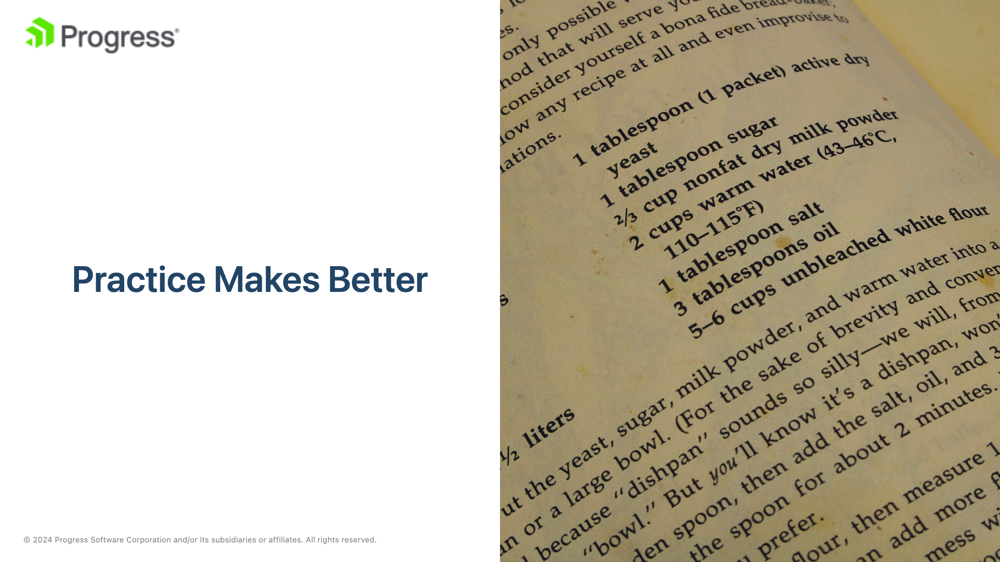 Progress®
Practice Makes Better
© 2024 Progress Software Corporation and/or its subsidiaries or affiliates. All rights reserved.
es.
only possible
that will serve
consider yourself a bona fide bread-baker,
any recipe at all and even improvise to
1 tablespoon (1 packet) active dry
yeast
1 tablespoon sugar
⅔ cup nonfat dry milk powder
2 cups warm water (43–46°C,
110–115°F)
1 tablespoon salt
3 tablespoons oil
5–6 cups unbleached white flour
s
½ liters
ut the yeast, sugar, milk powder, and warm water into a
an or a large bowl. (For the sake of brevity and conven
because “dishpan” sounds so silly—we will, from
“bowl.” But you’ll know it’s a dishpan, won’
den spoon, then add the salt, oil, and 3
the spoon for about 2 minutes.
prefer.
flour, then measure 1
an add more fl
mess wi